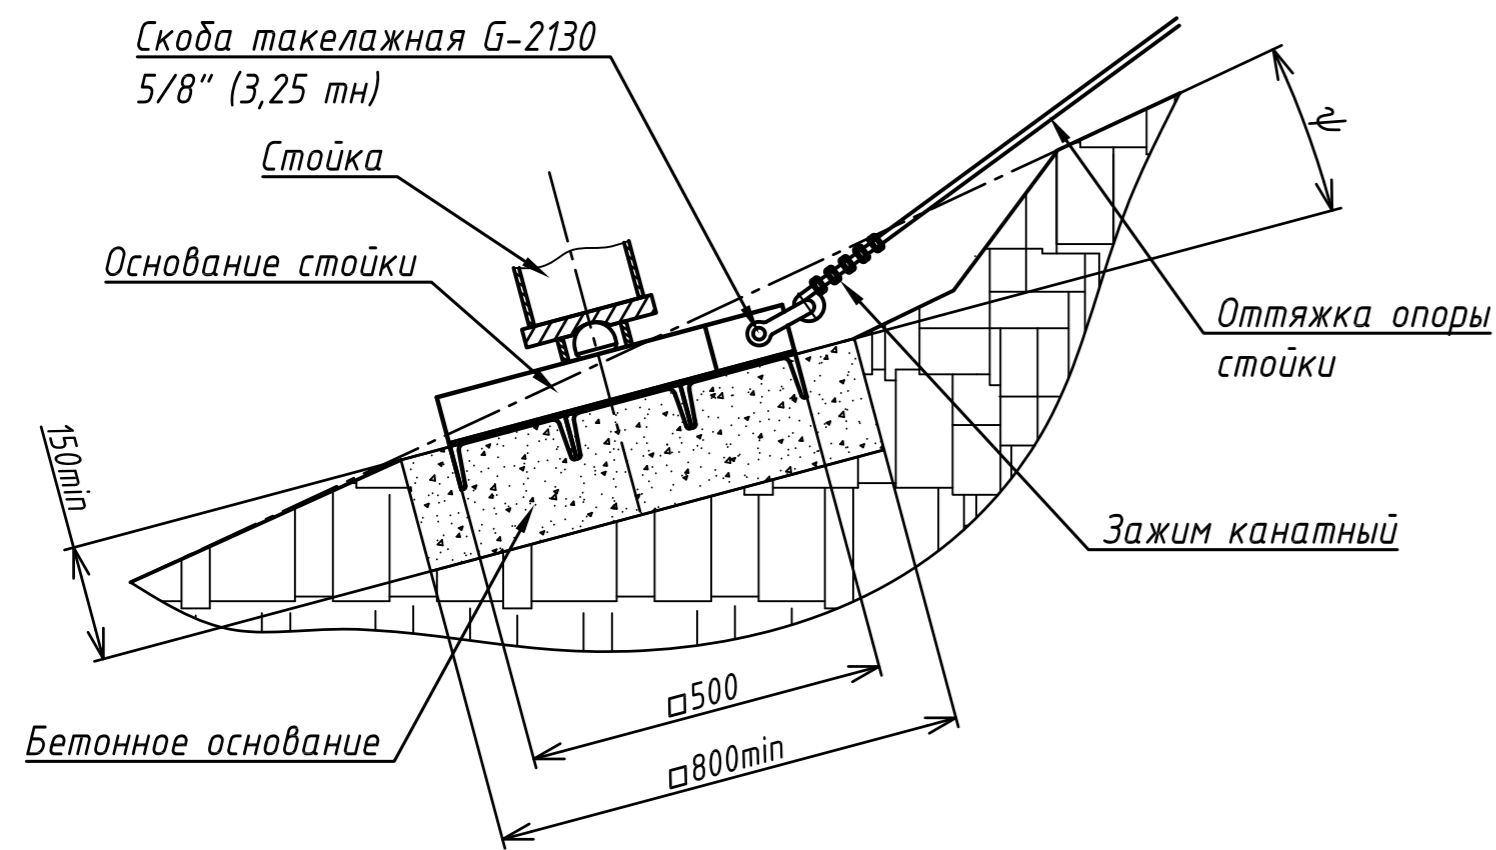 Скоба такелажная G-2130
5/8" (3,25 тн)
Стойка
Основание стойки
ψ
Оттяжка опоры
стойки
150min
Зажим канатный
□500
□800min
Бетонное основание